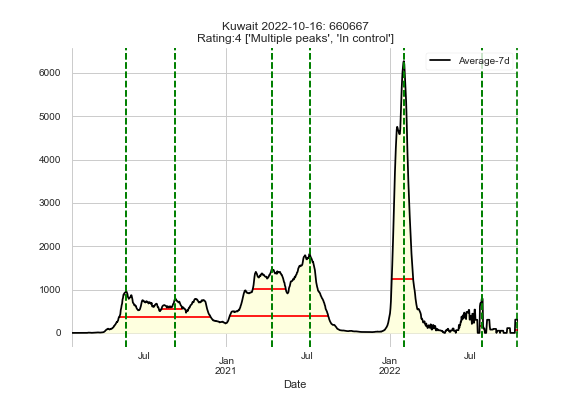 Kuwait 2022-10-16: 660667
Rating:4 ['Multiple peaks', 'In control']
Average-7d
6000
5000
4000
3000
2000
1000
0
Jul
Jan
2021
Jul
Jan
2022
Jul
Date